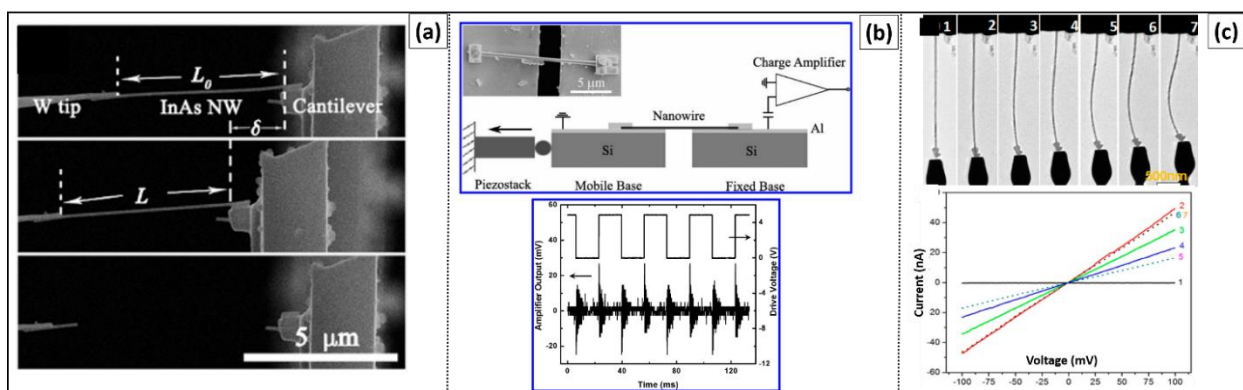 (a)
L₀
W tip
InAs NW
Cantilever
δ
L
5 μm
(b)
5 μm
Charge Amplifier
Nanowire
Al
Si
Si
Piezostack
Mobile Base
Fixed Base
60
40
20
0
-20
Amplifier Output (mV)
4
0
-4
-8
-12
Drive Voltage (V)
0
40
80
120
Time (ms)
(c)
1 2 3 4 5 6 7
500nm
40
20
0
-20
-40
-60
Current (nA)
2
6 7
3
4
5
1
Voltage (mV)
-100 -75 -50 -25 0 25 50 75 100